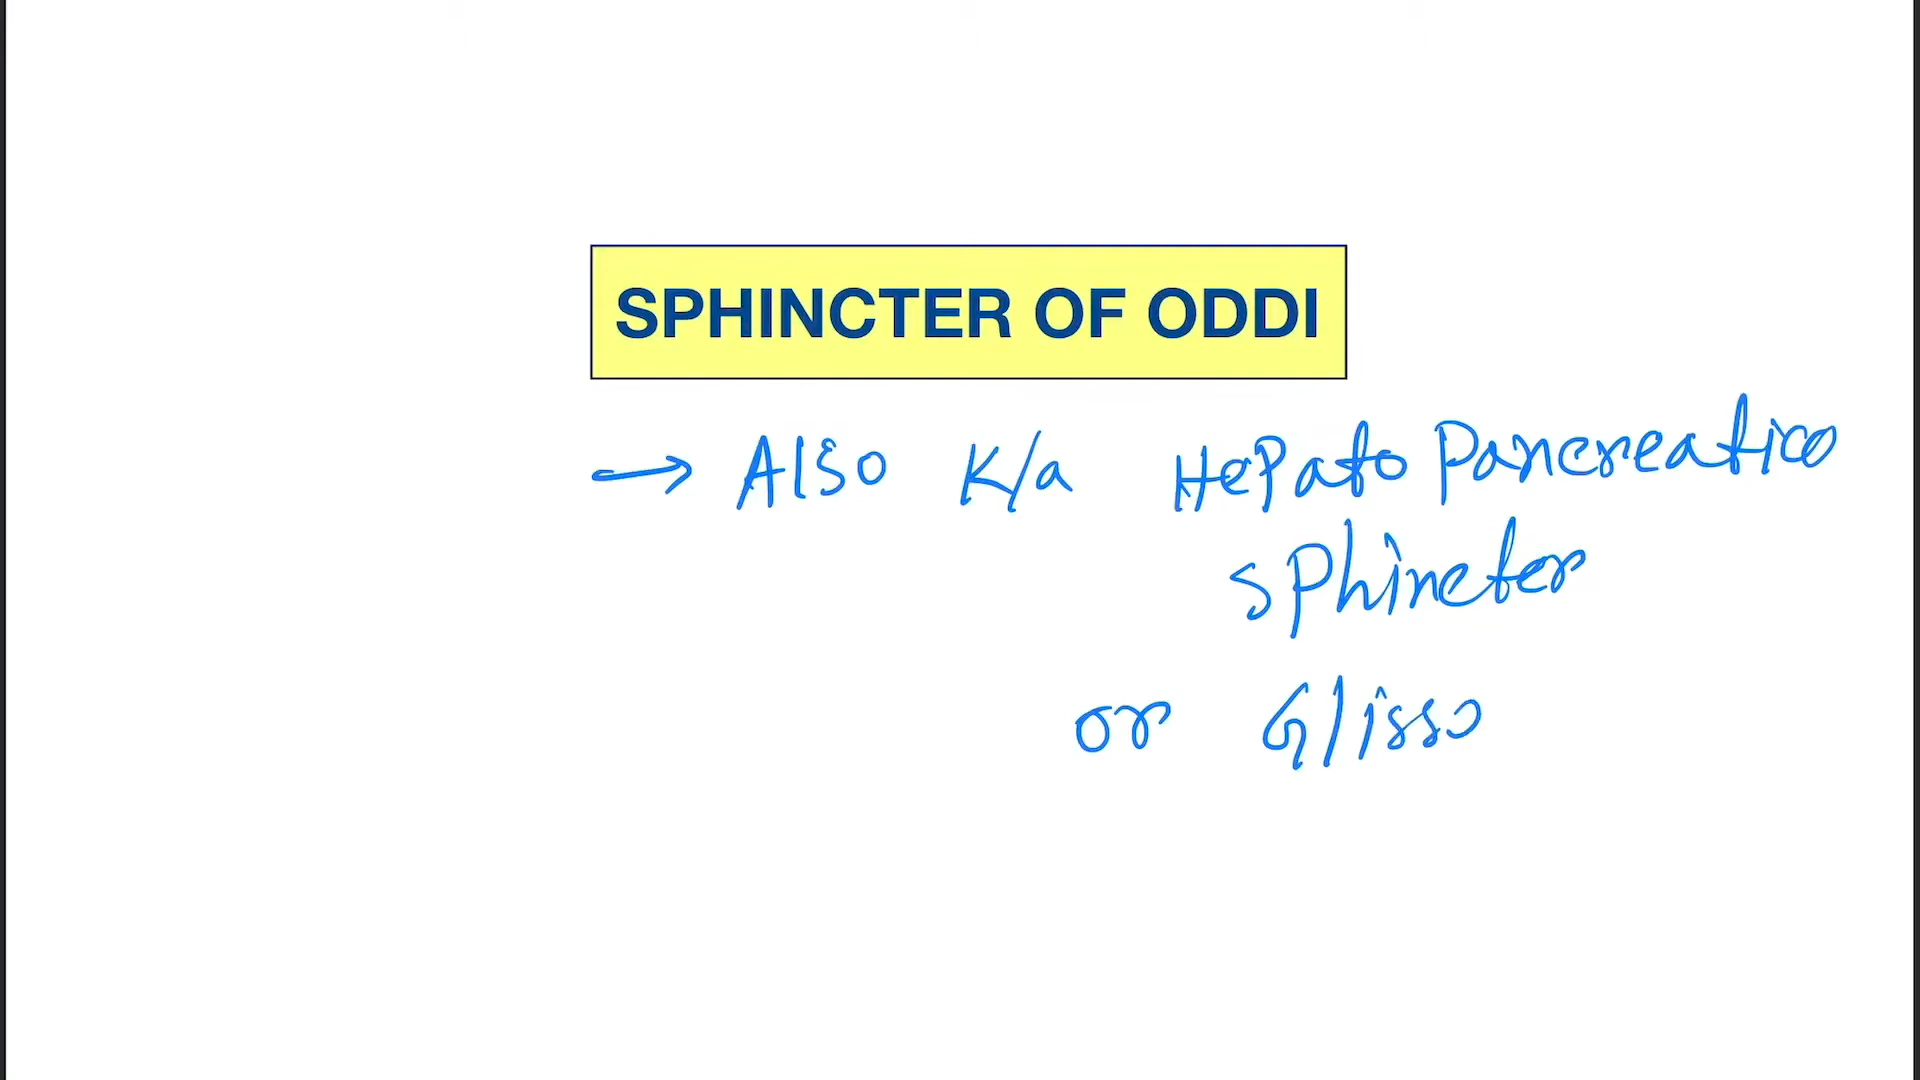 SPHINCTER OF ODDI
→ Also K/a HepatoPancreatico
sphincter
or Glisso